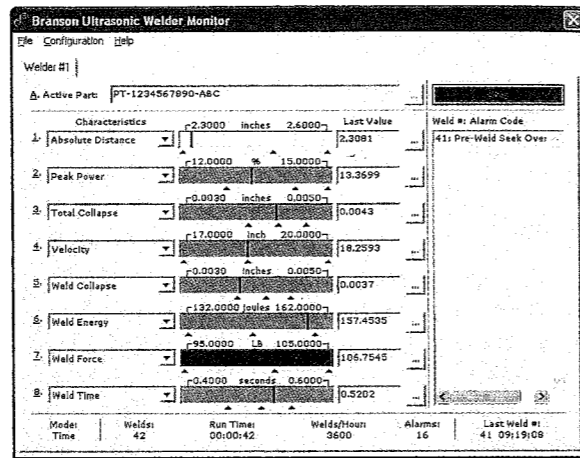 Branson Ultrasonic Welder Monitor
File Configuration Help
Welder #1
A. Active Part: PT-1234567890-ABC ...
Characteristics Last Value Weld #: Alarm Code
2.3000 inches 2.6000
1. Absolute Distance 2.3081 ... 41: Pre-Weld Seek Over
12.0000 % 15.0000
2. Peak Power 13.3699 ...
0.0030 inches 0.0050
3. Total Collapse 0.0043 ...
17.0000 inch 20.0000
4. Velocity 18.2593 ...
0.0030 inches 0.0050
5. Weld Collapse 0.0037 ...
132.0000 Joules 162.0000
6. Weld Energy 157.4535 ...
95.0000 LB 105.0000
7. Weld Force 106.7545 ...
0.4000 seconds 0.6000
8. Weld Time 0.5202 ...
Mode: Welds: Run Time: Welds/Hour: Alarms: Last Weld #:
Time 42 00:00:42 3600 16 41 09:19:08